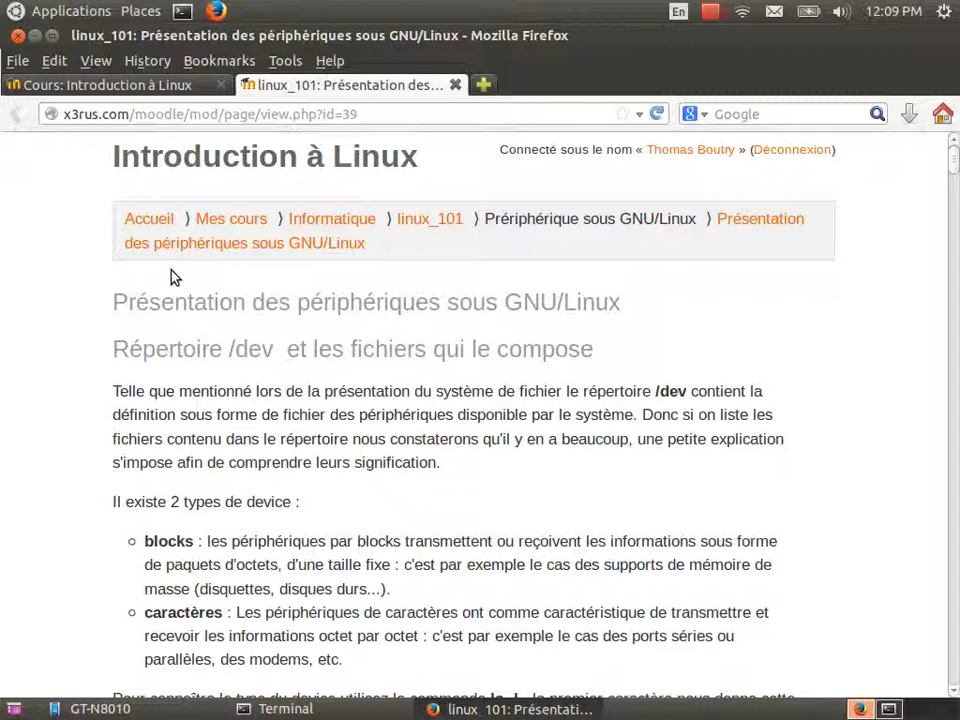 Applications Places En 12:09 PM
linux_101: Présentation des périphériques sous GNU/Linux - Mozilla Firefox
File Edit View History Bookmarks Tools Help
Cours: Introduction à Linux linux_101: Présentation des...
x3rus.com/moodle/mod/page/view.php?id=39 Google
Introduction à Linux
Connecté sous le nom « Thomas Boutry » (Déconnexion)
Accueil ⟩ Mes cours ⟩ Informatique ⟩ linux_101 ⟩ Prériphérique sous GNU/Linux ⟩ Présentation
des périphériques sous GNU/Linux
Présentation des périphériques sous GNU/Linux
Répertoire /dev et les fichiers qui le compose
Telle que mentionné lors de la présentation du système de fichier le répertoire /dev contient la
définition sous forme de fichier des périphériques disponible par le système. Donc si on liste les
fichiers contenu dans le répertoire nous constaterons qu'il y en a beaucoup, une petite explication
s'impose afin de comprendre leurs signification.
Il existe 2 types de device :
blocks : les périphériques par blocks transmettent ou reçoivent les informations sous forme
de paquets d'octets, d'une taille fixe : c'est par exemple le cas des supports de mémoire de
masse (disquettes, disques durs...).
caractères : Les périphériques de caractères ont comme caractéristique de transmettre et
recevoir les informations octet par octet : c'est par exemple le cas des ports séries ou
parallèles, des modems, etc.
GT-N8010 Terminal linux_101: Présentati...